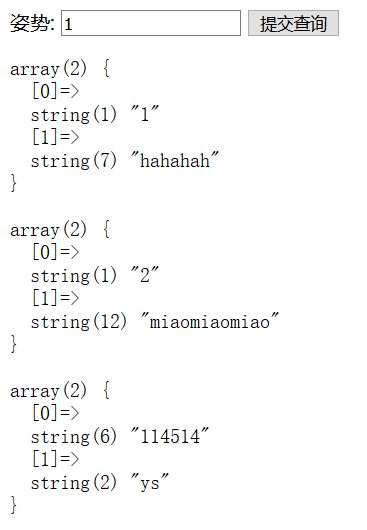 姿势: 1 提交查询
array(2) {
  [0]=>
  string(1) "1"
  [1]=>
  string(7) "hahahah"
}
array(2) {
  [0]=>
  string(1) "2"
  [1]=>
  string(12) "miaomiaomiao"
}
array(2) {
  [0]=>
  string(6) "114514"
  [1]=>
  string(2) "ys"
}